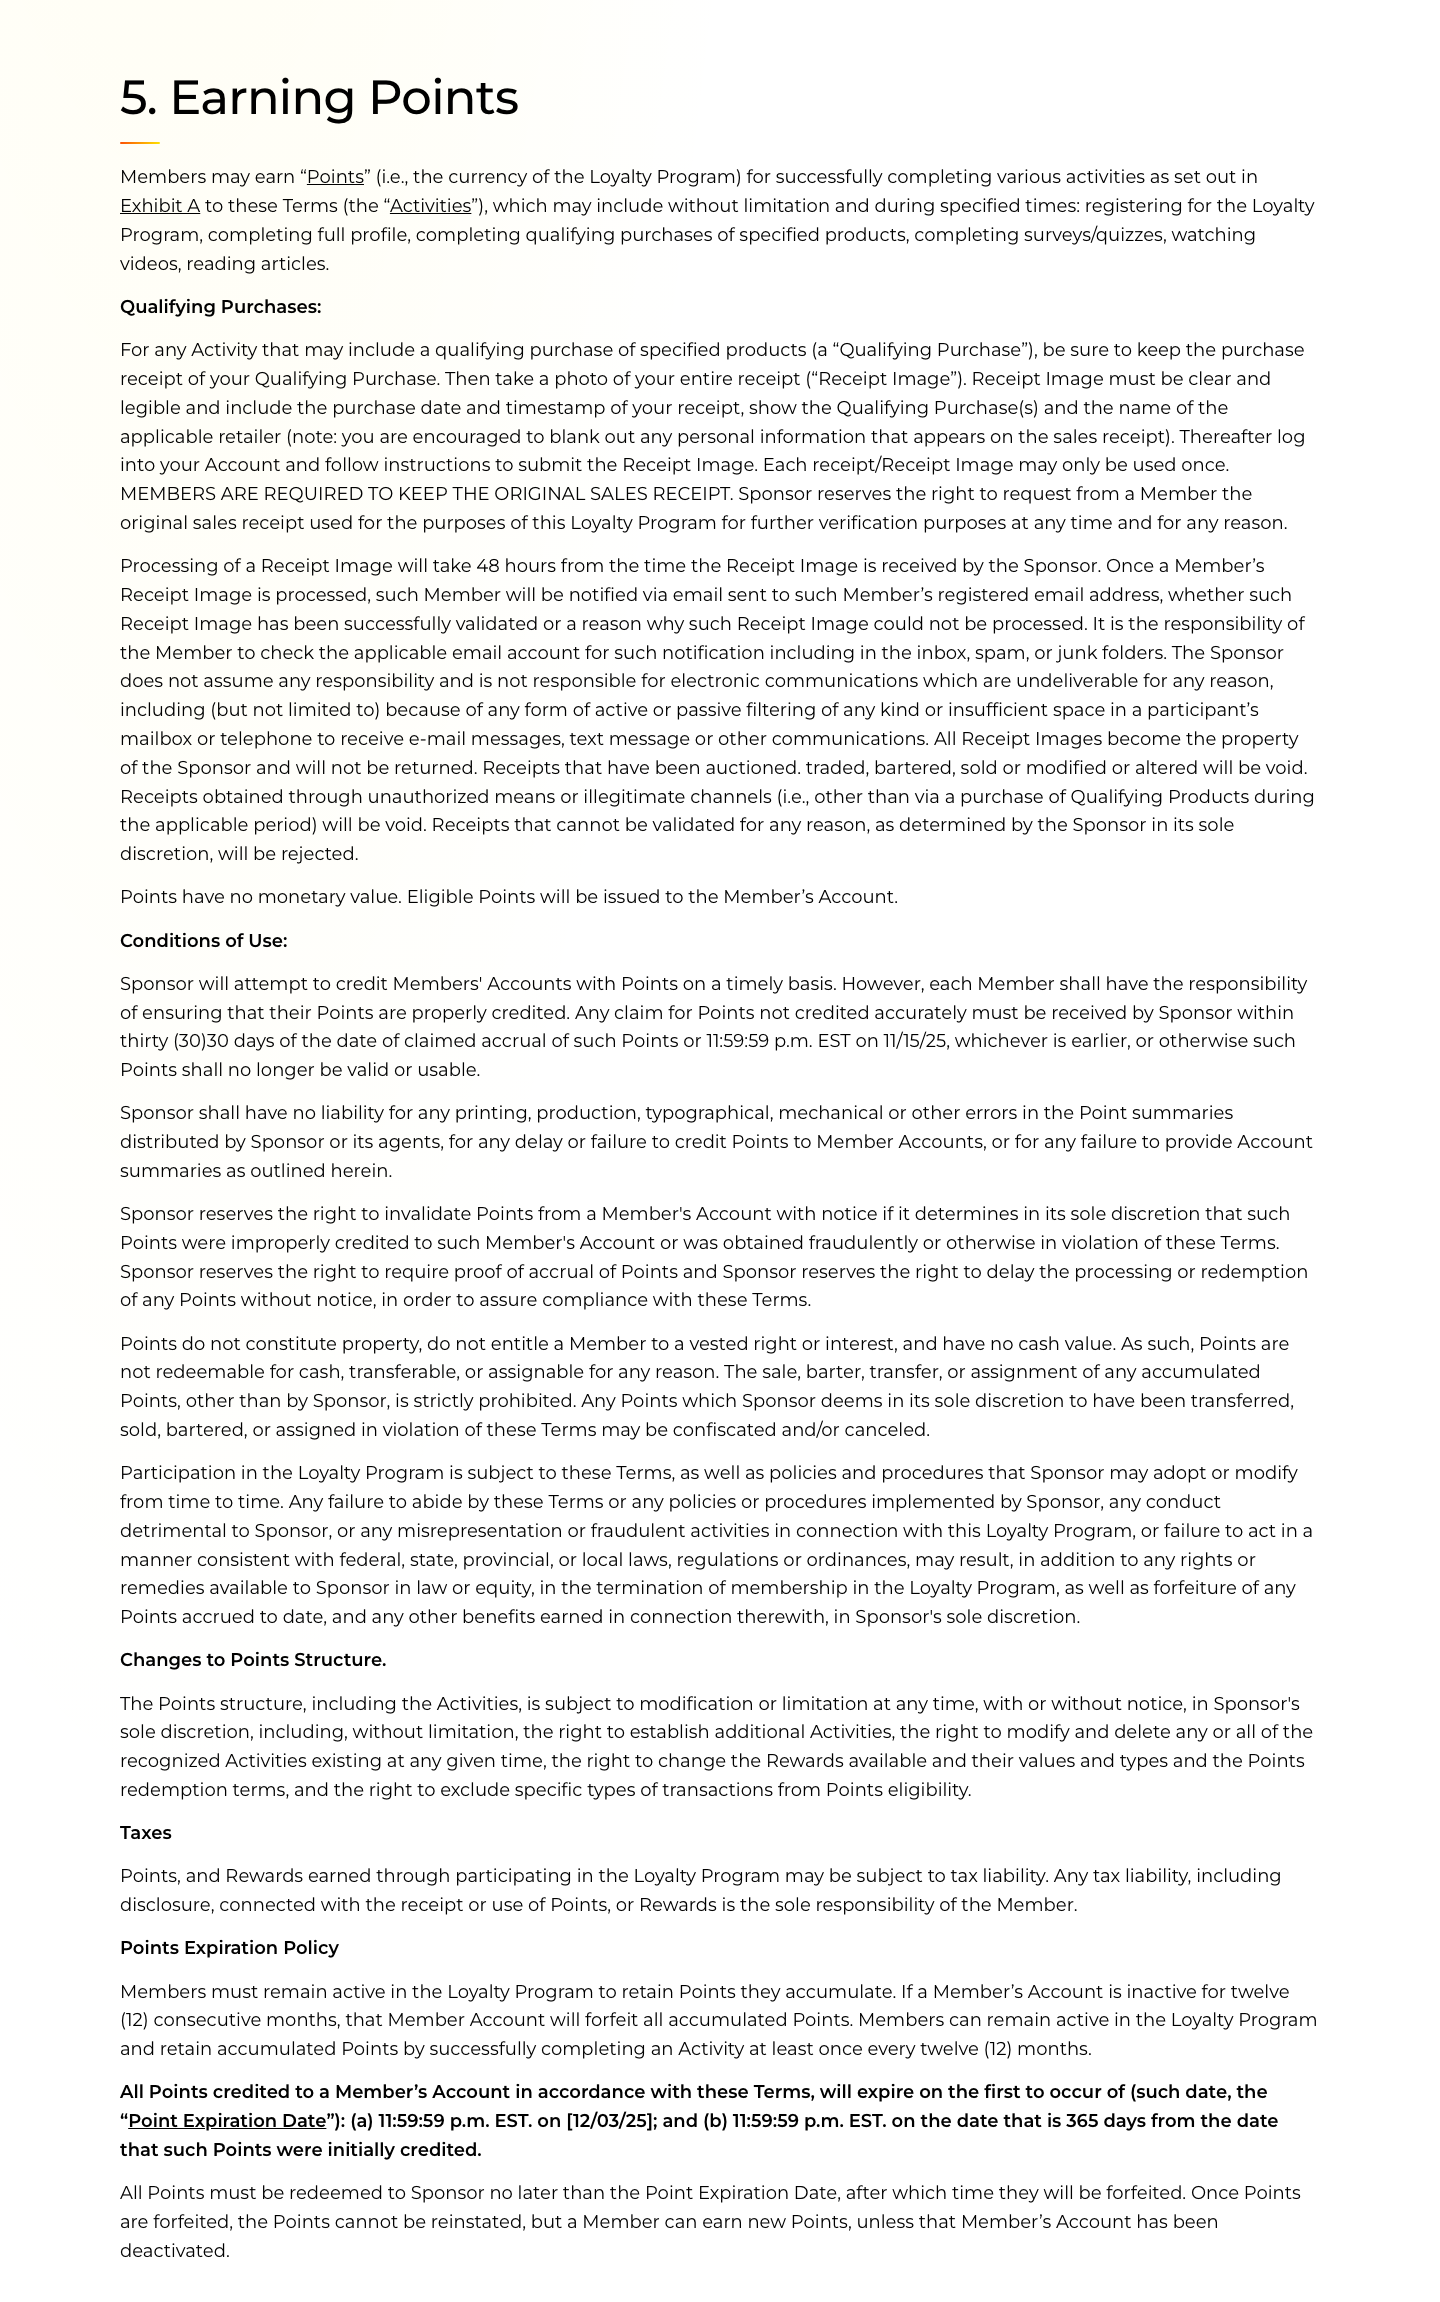 5. Earning Points
Members may earn “Points” (i.e., the currency of the Loyalty Program) for successfully completing various activities as set out in
Exhibit A to these Terms (the “Activities”), which may include without limitation and during specified times: registering for the Loyalty
Program, completing full profile, completing qualifying purchases of specified products, completing surveys/quizzes, watching
videos, reading articles.
Qualifying Purchases:
For any Activity that may include a qualifying purchase of specified products (a “Qualifying Purchase”), be sure to keep the purchase
receipt of your Qualifying Purchase. Then take a photo of your entire receipt (“Receipt Image”). Receipt Image must be clear and
legible and include the purchase date and timestamp of your receipt, show the Qualifying Purchase(s) and the name of the
applicable retailer (note: you are encouraged to blank out any personal information that appears on the sales receipt). Thereafter log
into your Account and follow instructions to submit the Receipt Image. Each receipt/Receipt Image may only be used once.
MEMBERS ARE REQUIRED TO KEEP THE ORIGINAL SALES RECEIPT. Sponsor reserves the right to request from a Member the
original sales receipt used for the purposes of this Loyalty Program for further verification purposes at any time and for any reason.
Processing of a Receipt Image will take 48 hours from the time the Receipt Image is received by the Sponsor. Once a Member’s
Receipt Image is processed, such Member will be notified via email sent to such Member’s registered email address, whether such
Receipt Image has been successfully validated or a reason why such Receipt Image could not be processed. It is the responsibility of
the Member to check the applicable email account for such notification including in the inbox, spam, or junk folders. The Sponsor
does not assume any responsibility and is not responsible for electronic communications which are undeliverable for any reason,
including (but not limited to) because of any form of active or passive filtering of any kind or insufficient space in a participant’s
mailbox or telephone to receive e-mail messages, text message or other communications. All Receipt Images become the property
of the Sponsor and will not be returned. Receipts that have been auctioned. traded, bartered, sold or modified or altered will be void.
Receipts obtained through unauthorized means or illegitimate channels (i.e., other than via a purchase of Qualifying Products during
the applicable period) will be void. Receipts that cannot be validated for any reason, as determined by the Sponsor in its sole
discretion, will be rejected.
Points have no monetary value. Eligible Points will be issued to the Member’s Account.
Conditions of Use:
Sponsor will attempt to credit Members' Accounts with Points on a timely basis. However, each Member shall have the responsibility
of ensuring that their Points are properly credited. Any claim for Points not credited accurately must be received by Sponsor within
thirty (30)30 days of the date of claimed accrual of such Points or 11:59:59 p.m. EST on 11/15/25, whichever is earlier, or otherwise such
Points shall no longer be valid or usable.
Sponsor shall have no liability for any printing, production, typographical, mechanical or other errors in the Point summaries
distributed by Sponsor or its agents, for any delay or failure to credit Points to Member Accounts, or for any failure to provide Account
summaries as outlined herein.
Sponsor reserves the right to invalidate Points from a Member's Account with notice if it determines in its sole discretion that such
Points were improperly credited to such Member's Account or was obtained fraudulently or otherwise in violation of these Terms.
Sponsor reserves the right to require proof of accrual of Points and Sponsor reserves the right to delay the processing or redemption
of any Points without notice, in order to assure compliance with these Terms.
Points do not constitute property, do not entitle a Member to a vested right or interest, and have no cash value. As such, Points are
not redeemable for cash, transferable, or assignable for any reason. The sale, barter, transfer, or assignment of any accumulated
Points, other than by Sponsor, is strictly prohibited. Any Points which Sponsor deems in its sole discretion to have been transferred,
sold, bartered, or assigned in violation of these Terms may be confiscated and/or canceled.
Participation in the Loyalty Program is subject to these Terms, as well as policies and procedures that Sponsor may adopt or modify
from time to time. Any failure to abide by these Terms or any policies or procedures implemented by Sponsor, any conduct
detrimental to Sponsor, or any misrepresentation or fraudulent activities in connection with this Loyalty Program, or failure to act in a
manner consistent with federal, state, provincial, or local laws, regulations or ordinances, may result, in addition to any rights or
remedies available to Sponsor in law or equity, in the termination of membership in the Loyalty Program, as well as forfeiture of any
Points accrued to date, and any other benefits earned in connection therewith, in Sponsor's sole discretion.
Changes to Points Structure.
The Points structure, including the Activities, is subject to modification or limitation at any time, with or without notice, in Sponsor's
sole discretion, including, without limitation, the right to establish additional Activities, the right to modify and delete any or all of the
recognized Activities existing at any given time, the right to change the Rewards available and their values and types and the Points
redemption terms, and the right to exclude specific types of transactions from Points eligibility.
Taxes
Points, and Rewards earned through participating in the Loyalty Program may be subject to tax liability. Any tax liability, including
disclosure, connected with the receipt or use of Points, or Rewards is the sole responsibility of the Member.
Points Expiration Policy
Members must remain active in the Loyalty Program to retain Points they accumulate. If a Member’s Account is inactive for twelve
(12) consecutive months, that Member Account will forfeit all accumulated Points. Members can remain active in the Loyalty Program
and retain accumulated Points by successfully completing an Activity at least once every twelve (12) months.
All Points credited to a Member’s Account in accordance with these Terms, will expire on the first to occur of (such date, the
“Point Expiration Date”): (a) 11:59:59 p.m. EST. on [12/03/25]; and (b) 11:59:59 p.m. EST. on the date that is 365 days from the date
that such Points were initially credited.
All Points must be redeemed to Sponsor no later than the Point Expiration Date, after which time they will be forfeited. Once Points
are forfeited, the Points cannot be reinstated, but a Member can earn new Points, unless that Member’s Account has been
deactivated.